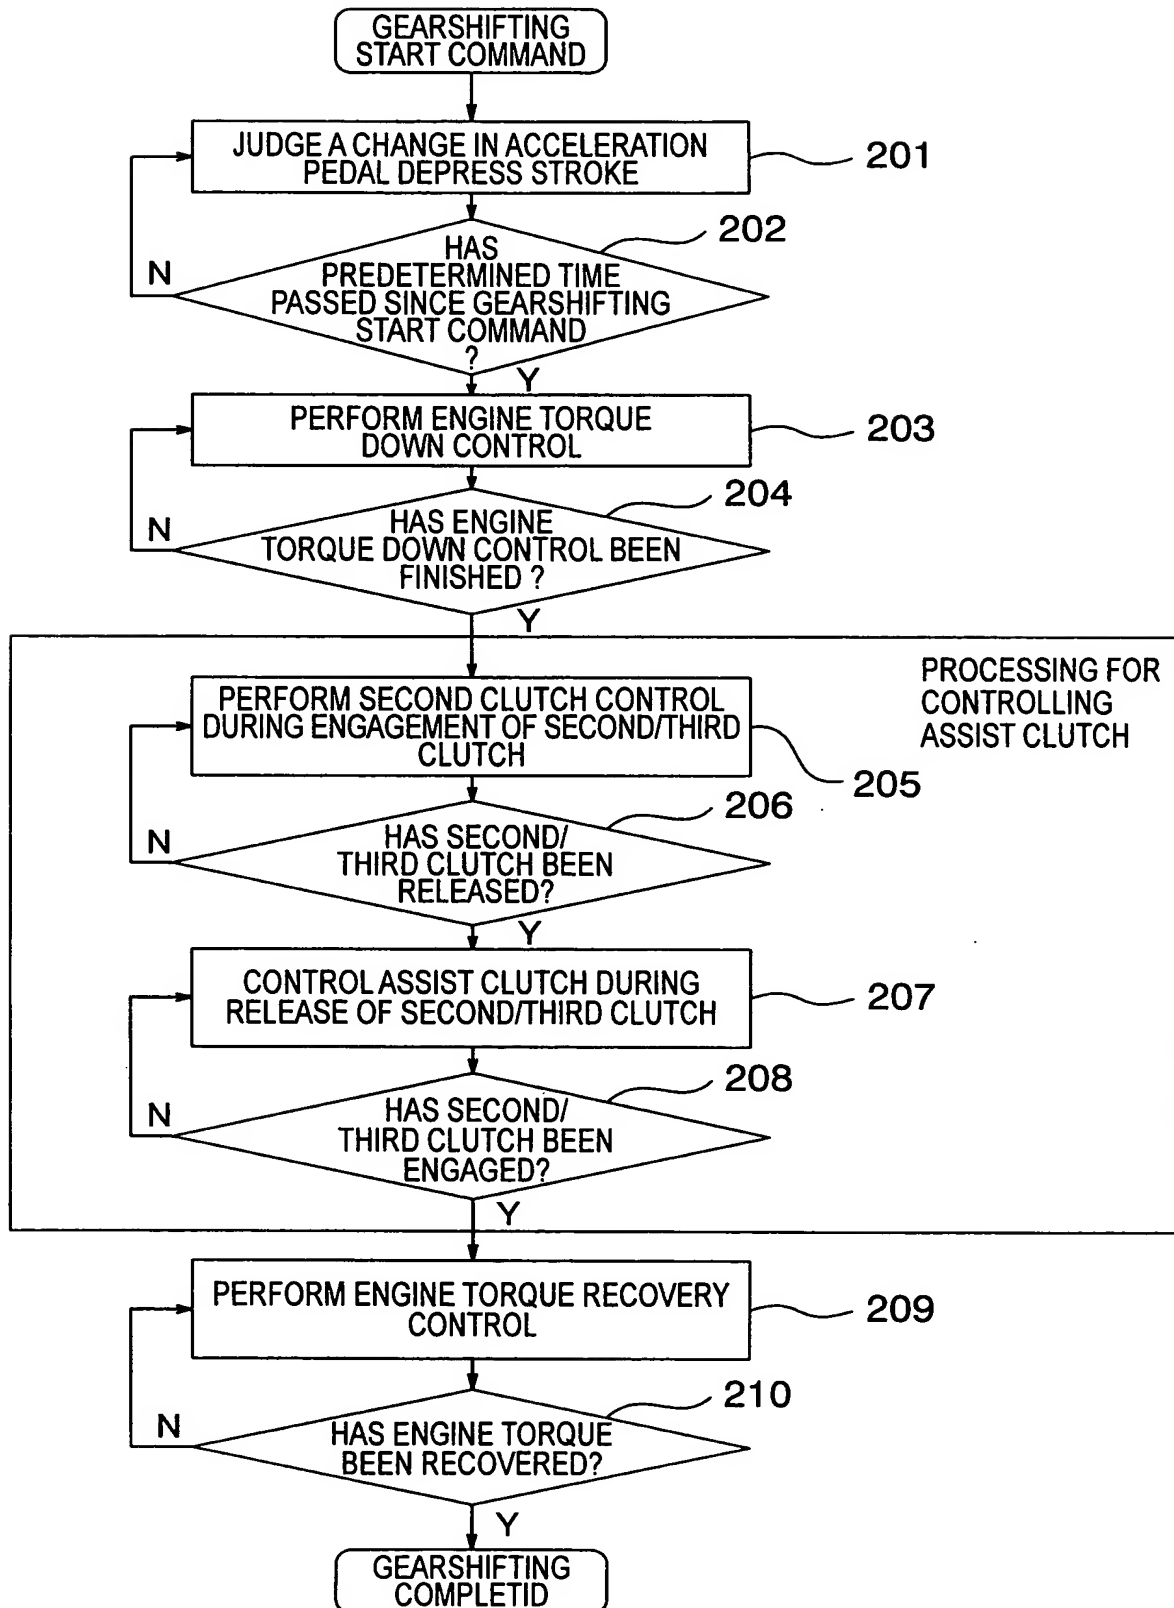 GEARSHIFTING
START COMMAND
JUDGE A CHANGE IN ACCELERATION
PEDAL DEPRESS STROKE
201
202
HAS
PREDETERMINED TIME
PASSED SINCE GEARSHIFTING
START COMMAND
?
N
Y
PERFORM ENGINE TORQUE
DOWN CONTROL
203
204
HAS ENGINE
TORQUE DOWN CONTROL BEEN
FINISHED ?
N
Y
PROCESSING FOR
CONTROLLING
ASSIST CLUTCH
PERFORM SECOND CLUTCH CONTROL
DURING ENGAGEMENT OF SECOND/THIRD
CLUTCH
205
206
HAS SECOND/
THIRD CLUTCH BEEN
RELEASED?
N
Y
CONTROL ASSIST CLUTCH DURING
RELEASE OF SECOND/THIRD CLUTCH
207
208
HAS SECOND/
THIRD CLUTCH BEEN
ENGAGED?
N
Y
PERFORM ENGINE TORQUE RECOVERY
CONTROL
209
210
HAS ENGINE TORQUE
BEEN RECOVERED?
N
Y
GEARSHIFTING
COMPLETID